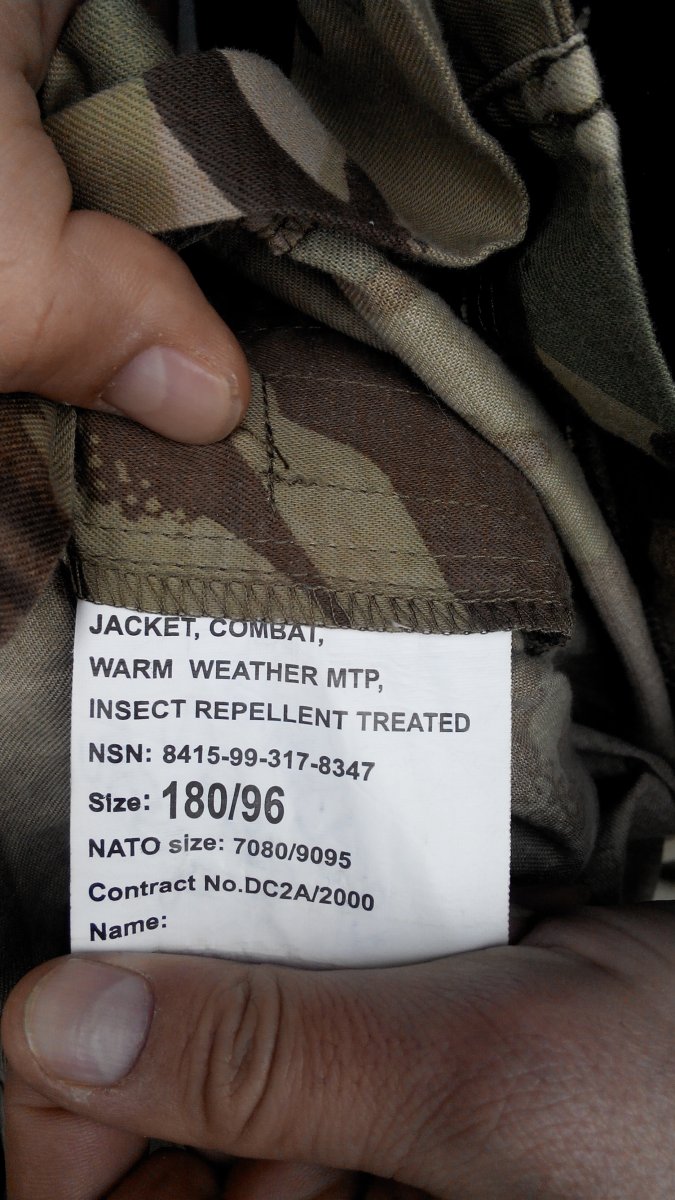 JACKET, COMBAT,
WARM WEATHER MTP,
INSECT REPELLENT TREATED
NSN: 8415-99-317-8347
Size: 180/96
NATO size: 7080/9095
Contract No.DC2A/2000
Name: